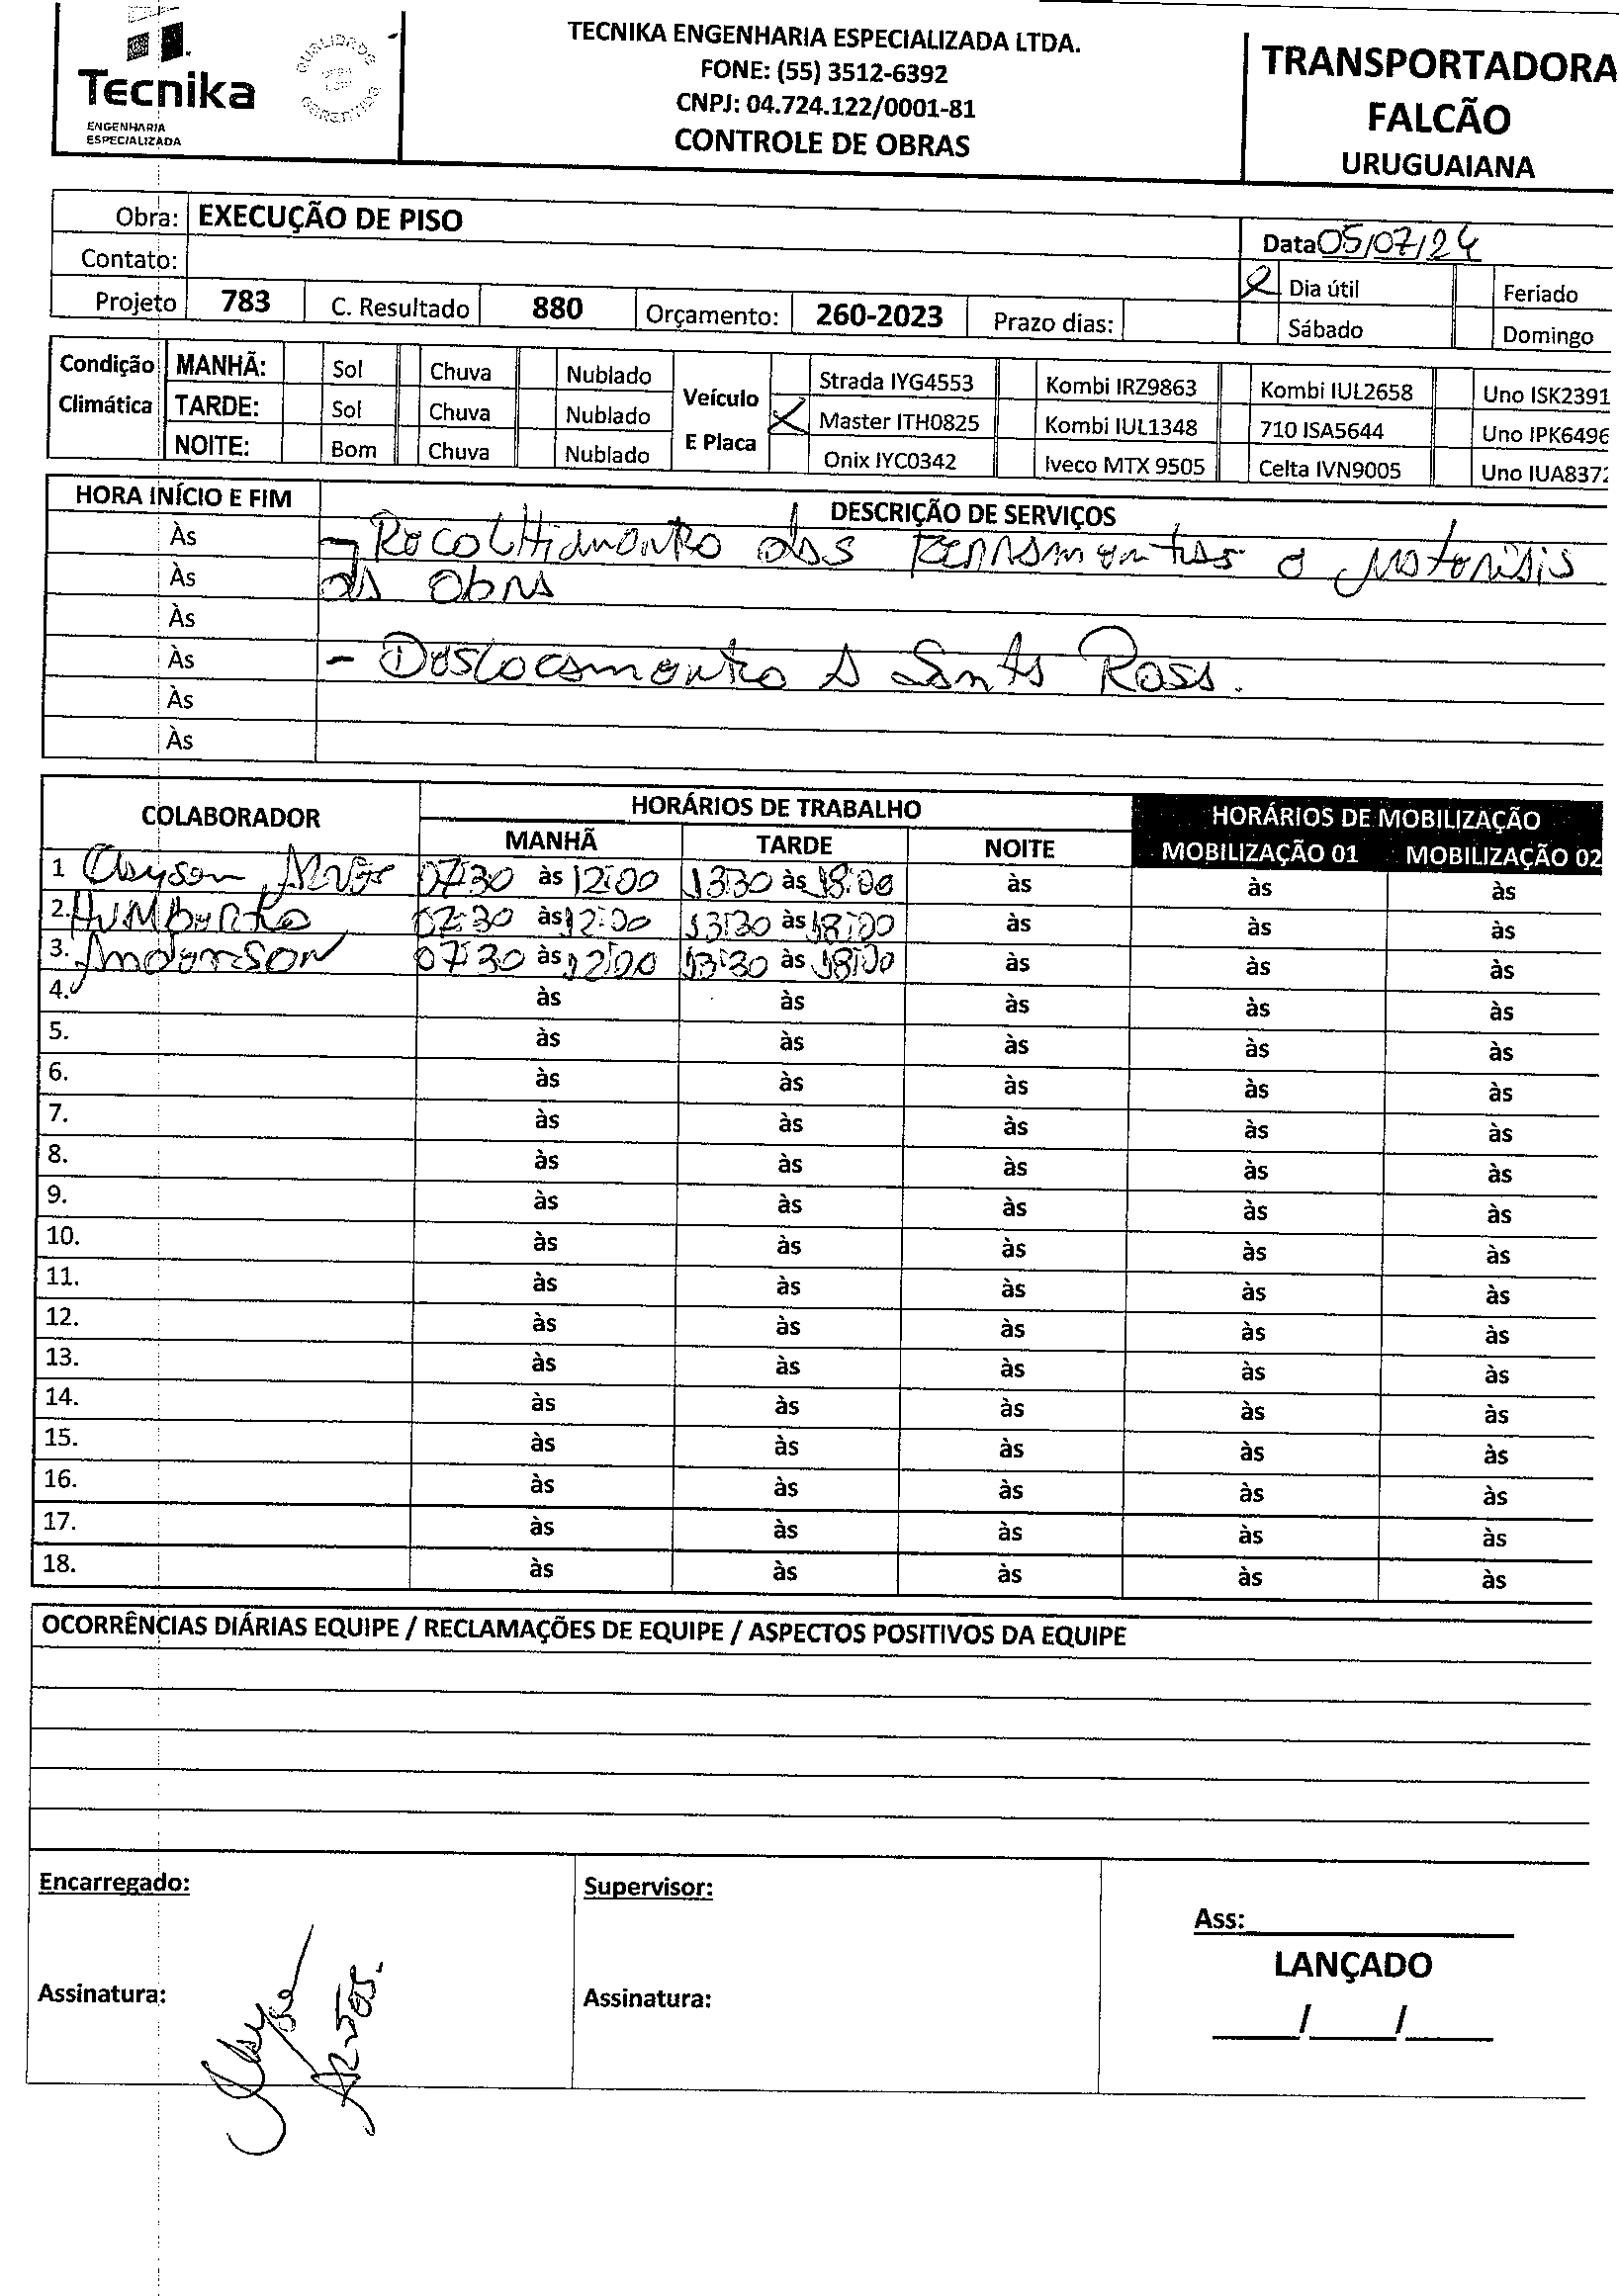 Tecnika
ENGENHARIA
ESPECIALIZADA
QUALIDADE
GARANTIDA
TECNIKA ENGENHARIA ESPECIALIZADA LTDA.
FONE: (55) 3512-6392
CNPJ: 04.724.122/0001-81
CONTROLE DE OBRAS
TRANSPORTADORA
FALCÃO
URUGUAIANA
Obra: EXECUÇÃO DE PISO
Contato:
Data 05/07/24
Projeto 783 C. Resultado 880 Orçamento: 260-2023 Prazo dias:
Dia útil Feriado
Sábado Domingo
Condição Climática
MANHÃ: Sol Chuva Nublado
TARDE: Sol Chuva Nublado
NOITE: Bom Chuva Nublado
Veículo
E Placa
Strada IYG4553 Kombi IRZ9863 Kombi IUL2658 Uno ISK2391
X Master ITH0825 Kombi IUL1348 710 ISA5644 Uno IPK6496
Onix IYC0342 Iveco MTX 9505 Celta IVN9005 Uno IUA8372
HORA INÍCIO E FIM DESCRIÇÃO DE SERVIÇOS
Às - Recolhimento das ferramentas e materiais
Às da obra
Às
Às - Deslocamento a Santa Rosa.
Às
Às
COLABORADOR HORÁRIOS DE TRABALHO HORÁRIOS DE MOBILIZAÇÃO
MANHÃ TARDE NOITE MOBILIZAÇÃO 01 MOBILIZAÇÃO 02
1 Clayson Alves 07:30 às 12:00 13:30 às 18:00 às às às
2. Humberto 07:30 às 12:00 13:30 às 18:00 às às às
3. Anderson 07:30 às 12:00 13:30 às 18:00 às às às
4. às às às às às
5. às às às às às
6. às às às às às
7. às às às às às
8. às às às às às
9. às às às às às
10. às às às às às
11. às às às às às
12. às às às às às
13. às às às às às
14. às às às às às
15. às às às às às
16. às às às às às
17. às às às às às
18. às às às às às
OCORRÊNCIAS DIÁRIAS EQUIPE / RECLAMAÇÕES DE EQUIPE / ASPECTOS POSITIVOS DA EQUIPE
Encarregado: Supervisor:
Ass:
LANÇADO
Assinatura: Assinatura:
___/___/___